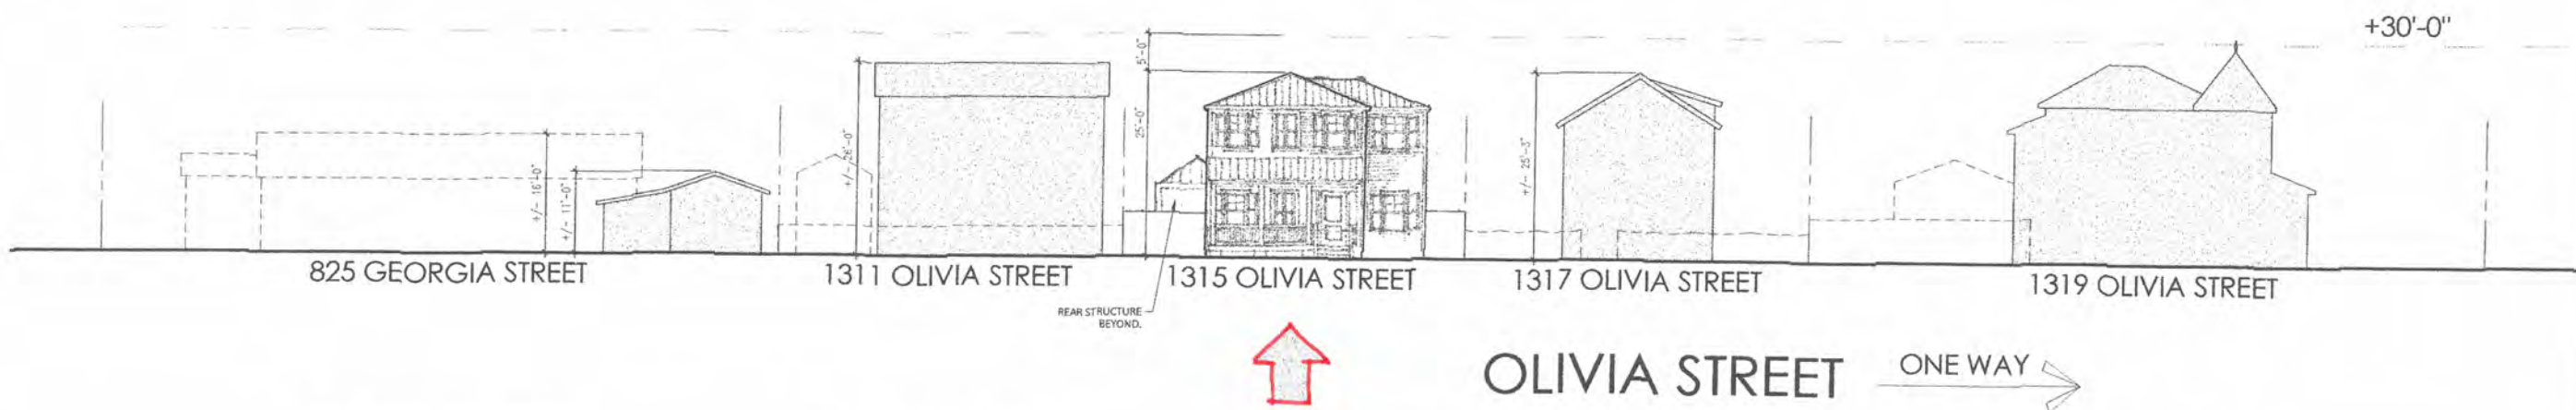 +30'-0"
5'-0"
25'-0"
+/- 16'-0"
+/- 11'-0"
+/- 26'-0"
+/- 25'-3"
825 GEORGIA STREET
1311 OLIVIA STREET
1315 OLIVIA STREET
1317 OLIVIA STREET
1319 OLIVIA STREET
REAR STRUCTURE
BEYOND.
OLIVIA STREET
ONE WAY